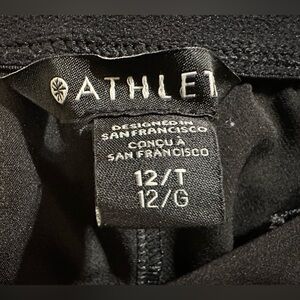 ATHLET
DESIGNED IN
SAN FRANCISCO
CONÇU À
SAN FRANCISCO
12/T
12/G